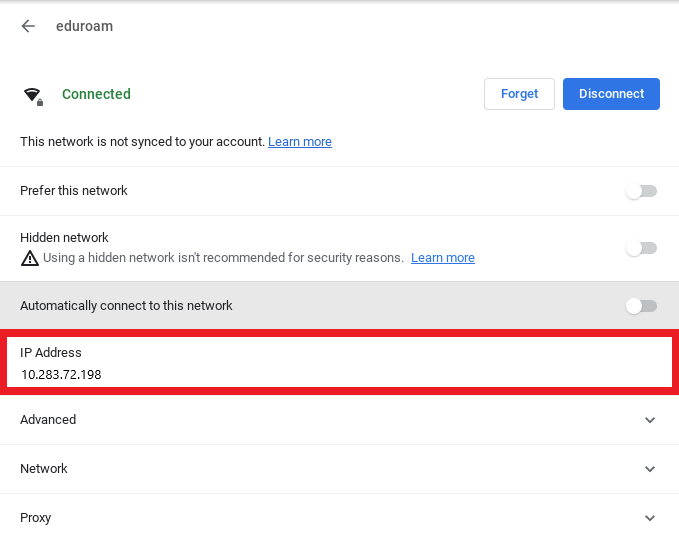 eduroam
Connected
Forget
Disconnect
This network is not synced to your account. Learn more
Prefer this network
Hidden network
Using a hidden network isn't recommended for security reasons. Learn more
Automatically connect to this network
IP Address
10.283.72.198
Advanced
Network
Proxy